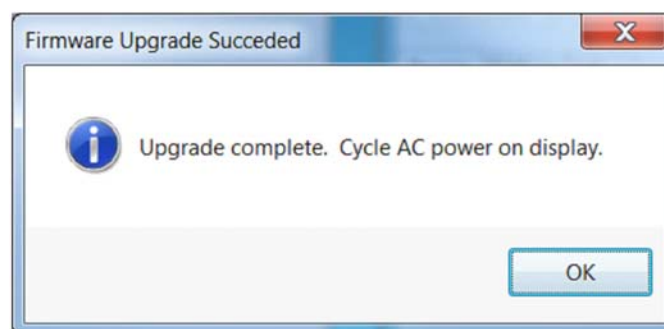 Firmware Upgrade Succeded
Upgrade complete. Cycle AC power on display.
OK